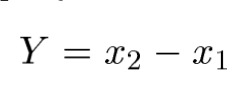 Y = x₂ − x₁